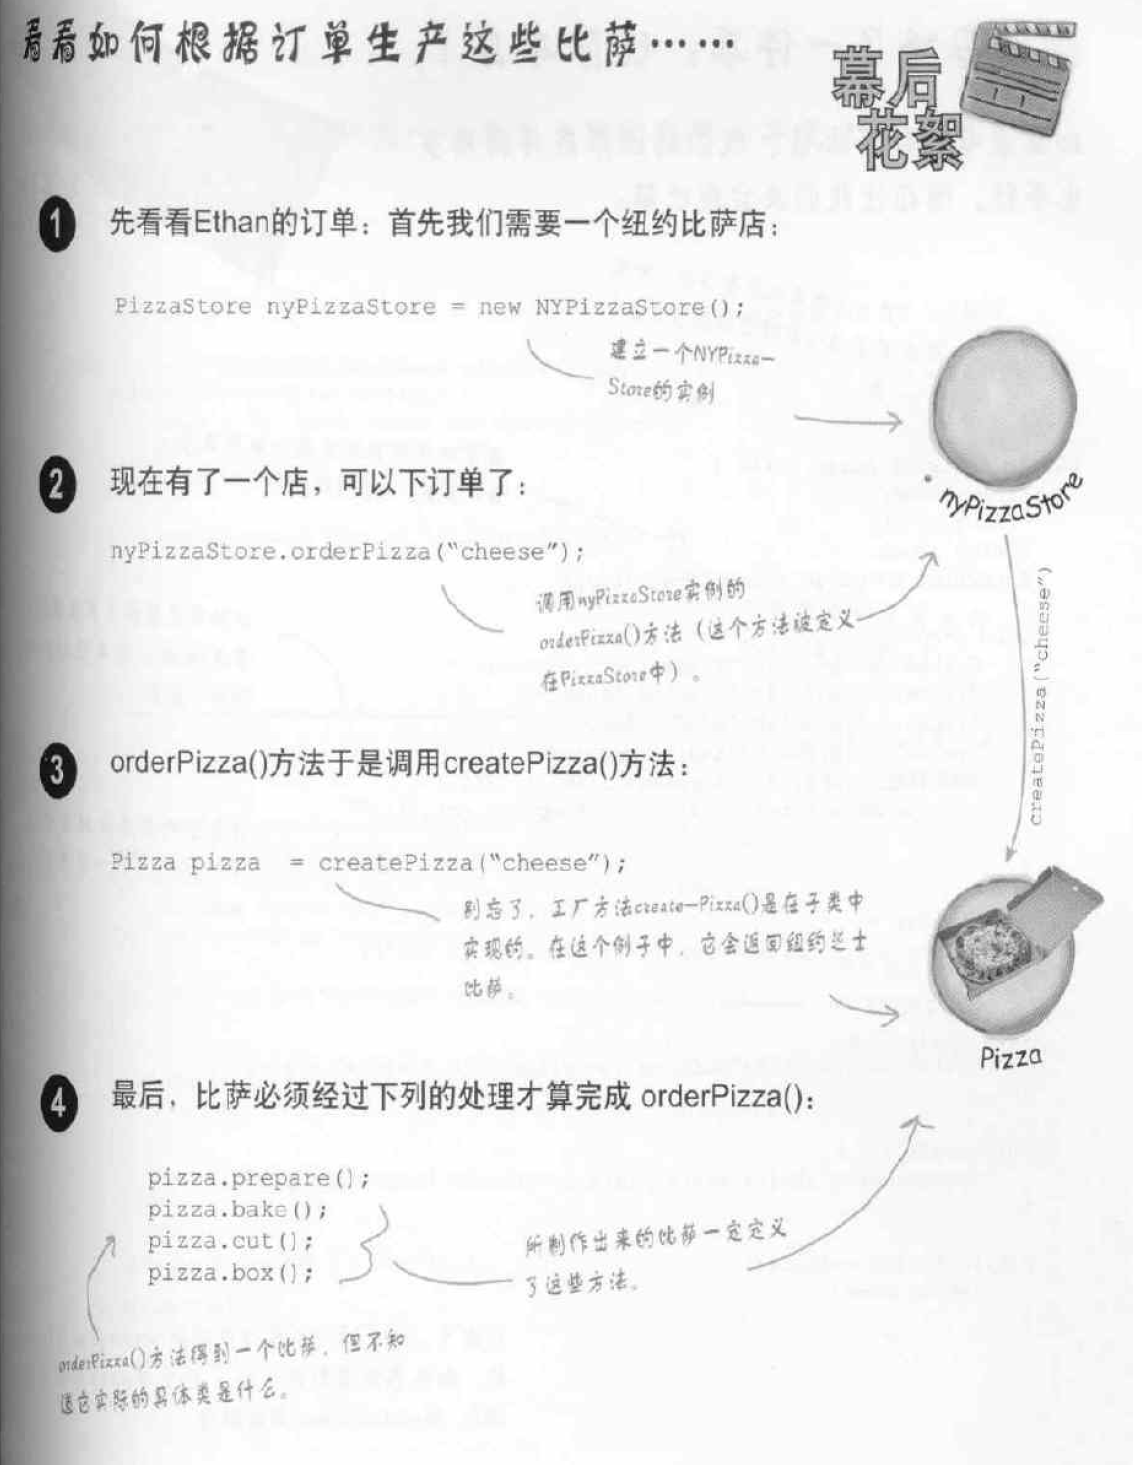 看看如何根据订单生产这些比萨……
幕后
花絮
1 先看看Ethan的订单：首先我们需要一个纽约比萨店：
PizzaStore nyPizzaStore = new NYPizzaStore();
建立一个NYPizza-
Store的实例
nyPizzaStore
2 现在有了一个店，可以下订单了：
nyPizzaStore.orderPizza(“cheese”);
调用nyPizzaStore实例的
orderPizza()方法（这个方法被定义
在PizzaStore中）。
createPizza("cheese")
3 orderPizza()方法于是调用createPizza()方法：
Pizza pizza = createPizza(“cheese”);
别忘了，工厂方法create-Pizza()是在子类中
实现的。在这个例子中，它会返回纽约芝士
比萨。
Pizza
4 最后，比萨必须经过下列的处理才算完成 orderPizza()：
pizza.prepare();
pizza.bake();
pizza.cut();
pizza.box();
所制作出来的比萨一定定义
了这些方法。
orderPizza()方法得到一个比萨，但不知
道它实际的具体类是什么。